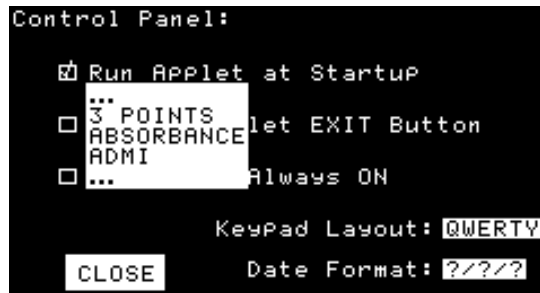 Control Panel:
Run Applet at Startup
...
3 POINTS
let EXIT Button
ABSORBANCE
ADMI
...
Always ON
Keypad Layout: QWERTY
CLOSE
Date Format: ?/?/?